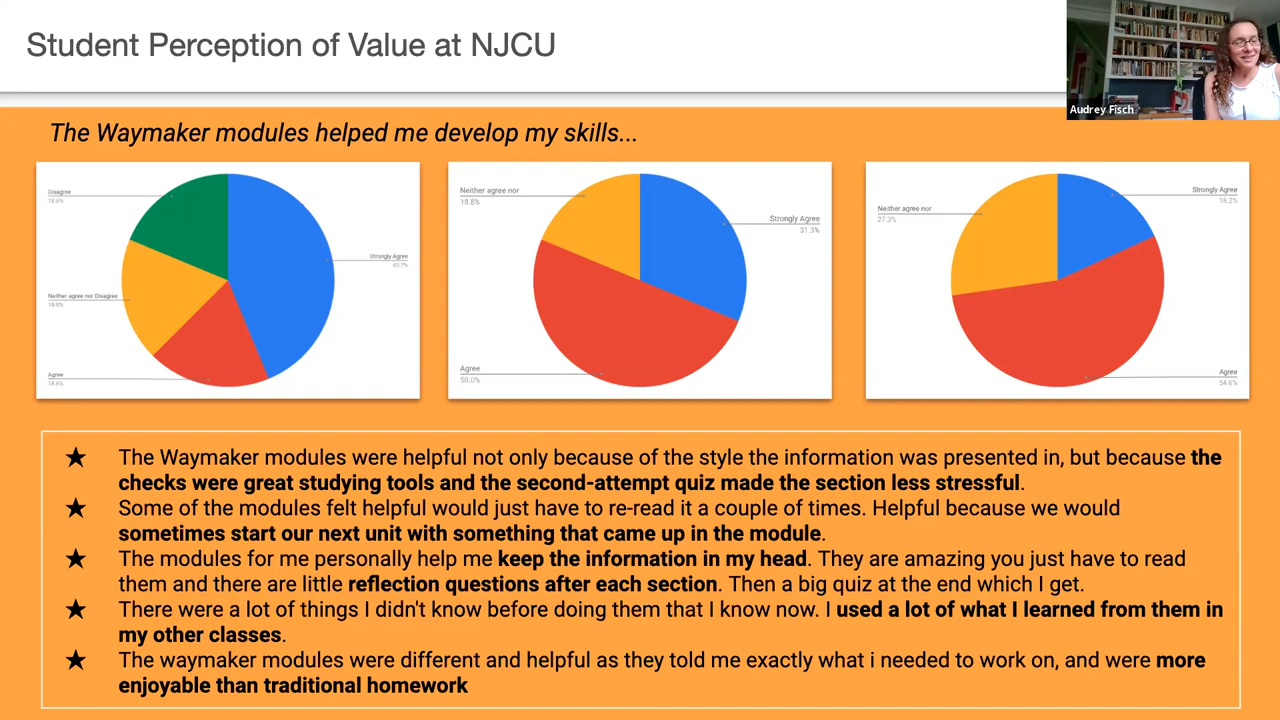 Student Perception of Value at NJCU
Audrey Fisch
The Waymaker modules helped me develop my skills...
Disagree
18.8%
Strongly Agree
43.7%
Neither agree nor Disagree
18.8%
Agree
18.8%
Neither agree nor
18.8%
Strongly Agree
31.3%
Agree
50.0%
Neither agree nor
27.3%
Strongly Agree
18.2%
Agree
54.6%
★ The Waymaker modules were helpful not only because of the style the information was presented in, but because the
checks were great studying tools and the second-attempt quiz made the section less stressful.
★ Some of the modules felt helpful would just have to re-read it a couple of times. Helpful because we would
sometimes start our next unit with something that came up in the module.
★ The modules for me personally help me keep the information in my head. They are amazing you just have to read
them and there are little reflection questions after each section. Then a big quiz at the end which I get.
★ There were a lot of things I didn't know before doing them that I know now. I used a lot of what I learned from them in
my other classes.
★ The waymaker modules were different and helpful as they told me exactly what i needed to work on, and were more
enjoyable than traditional homework